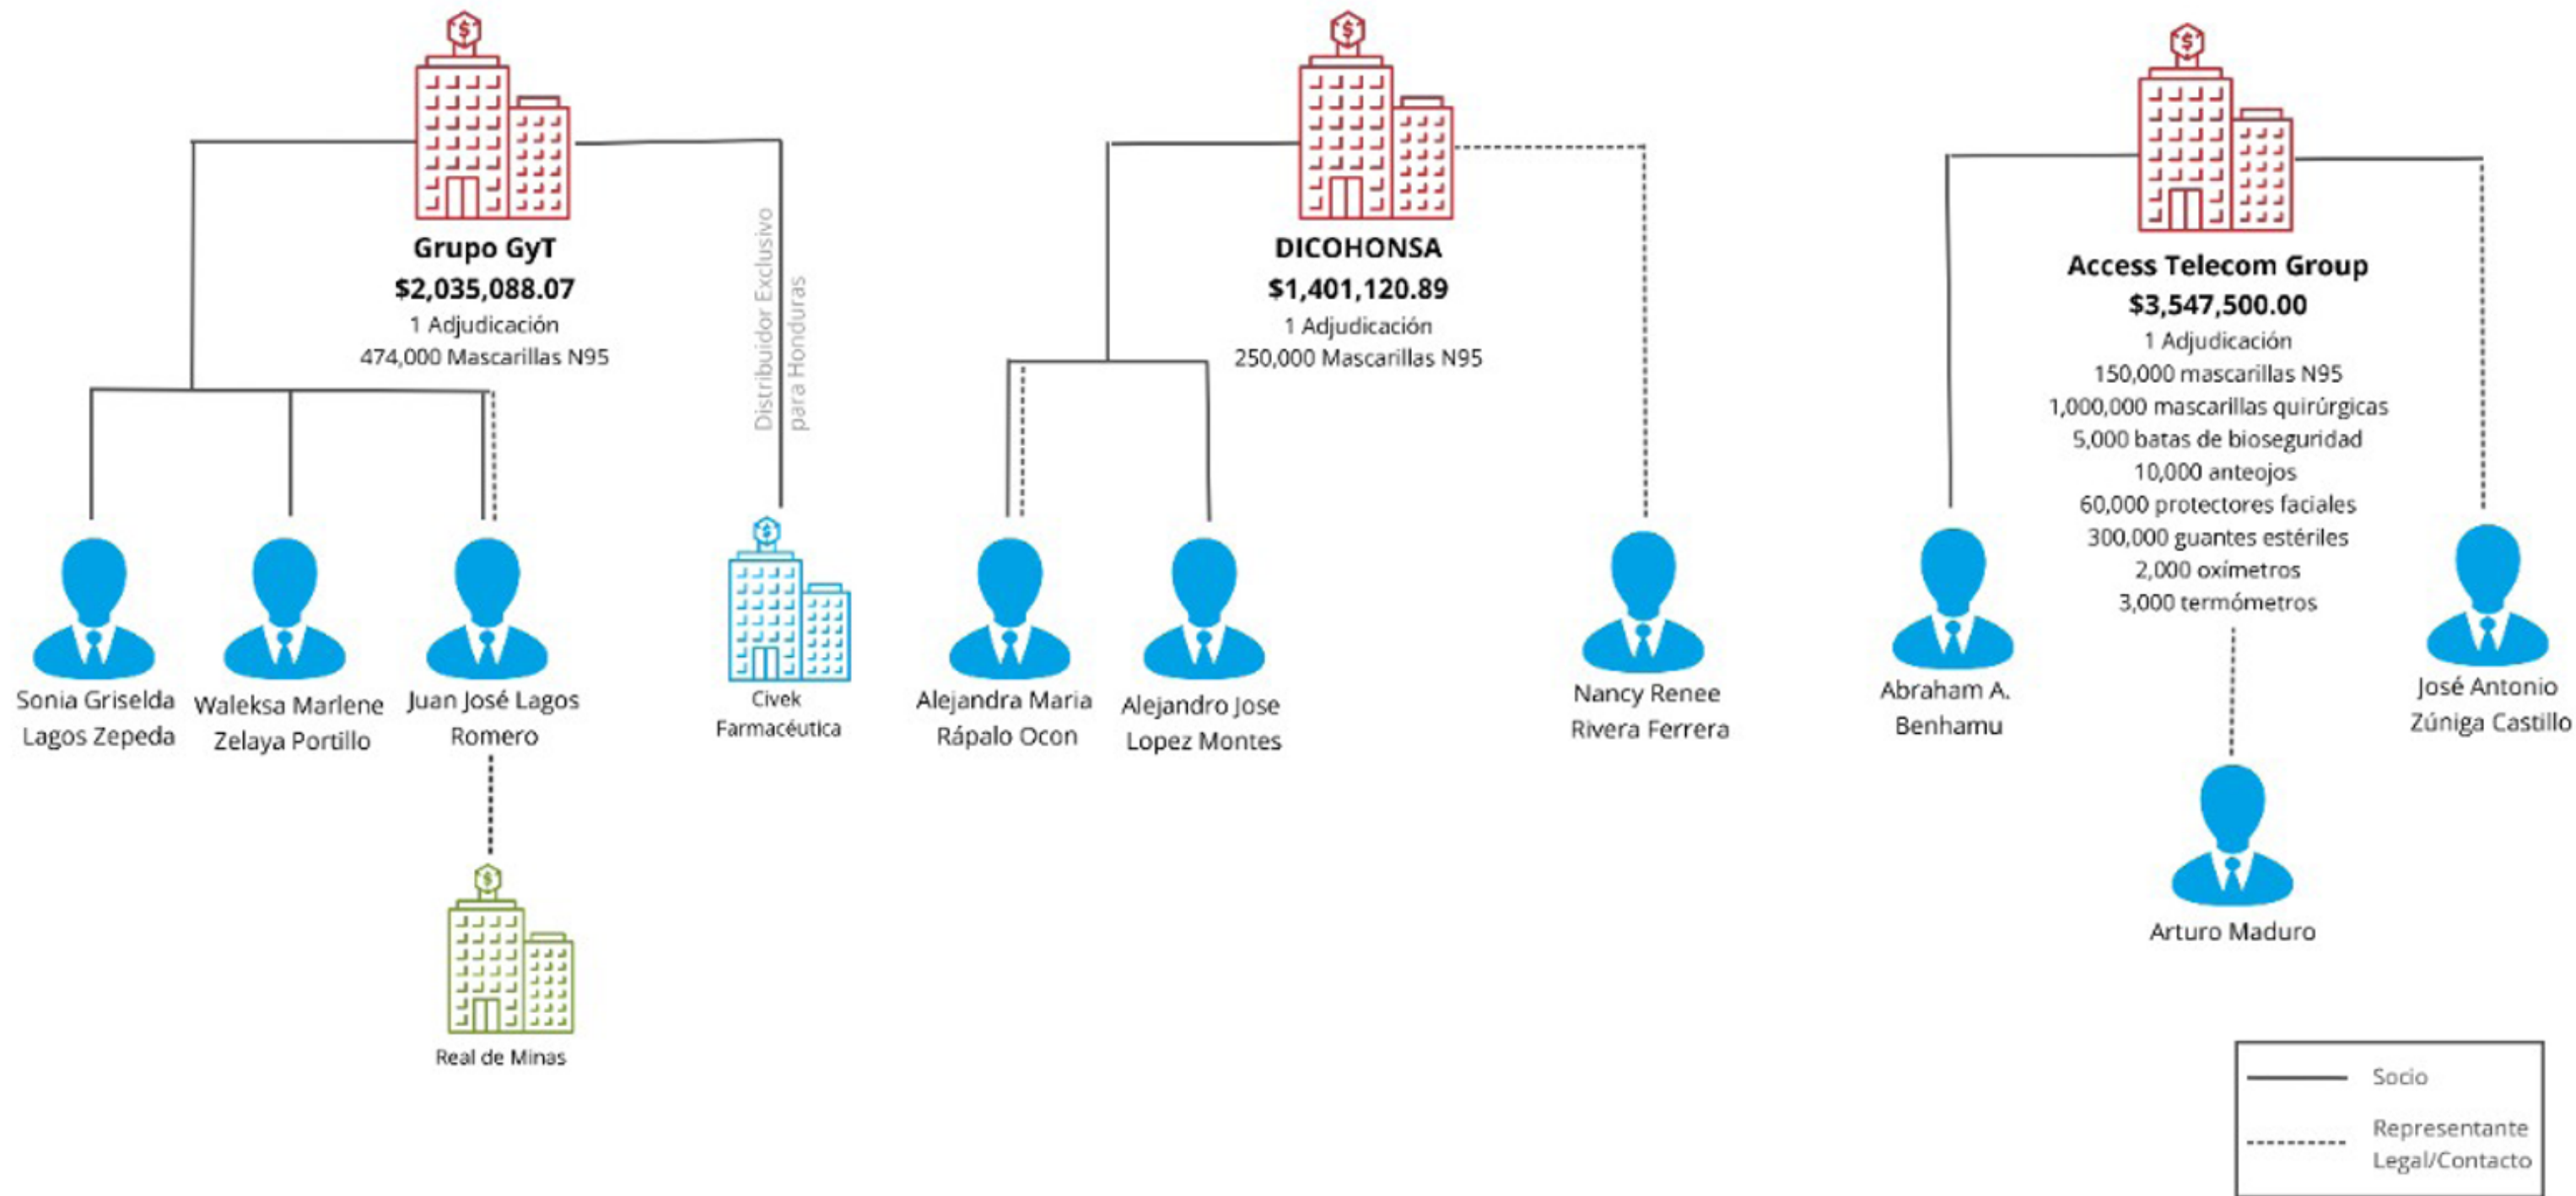 Grupo GyT
$2,035,088.07
1 Adjudicación
474,000 Mascarillas N95
Distribuidor Exclusivo
para Honduras
Sonia Griselda
Lagos Zepeda
Waleksa Marlene
Zelaya Portillo
Juan José Lagos
Romero
Civek
Farmacéutica
Real de Minas
DICOHONSA
$1,401,120.89
1 Adjudicación
250,000 Mascarillas N95
Alejandra Maria
Rápalo Ocon
Alejandro Jose
Lopez Montes
Nancy Renee
Rivera Ferrera
Access Telecom Group
$3,547,500.00
1 Adjudicación
150,000 mascarillas N95
1,000,000 mascarillas quirúrgicas
5,000 batas de bioseguridad
10,000 anteojos
60,000 protectores faciales
300,000 guantes estériles
2,000 oxímetros
3,000 termómetros
Abraham A.
Benhamu
José Antonio
Zúniga Castillo
Arturo Maduro
Socio
Representante
Legal/Contacto